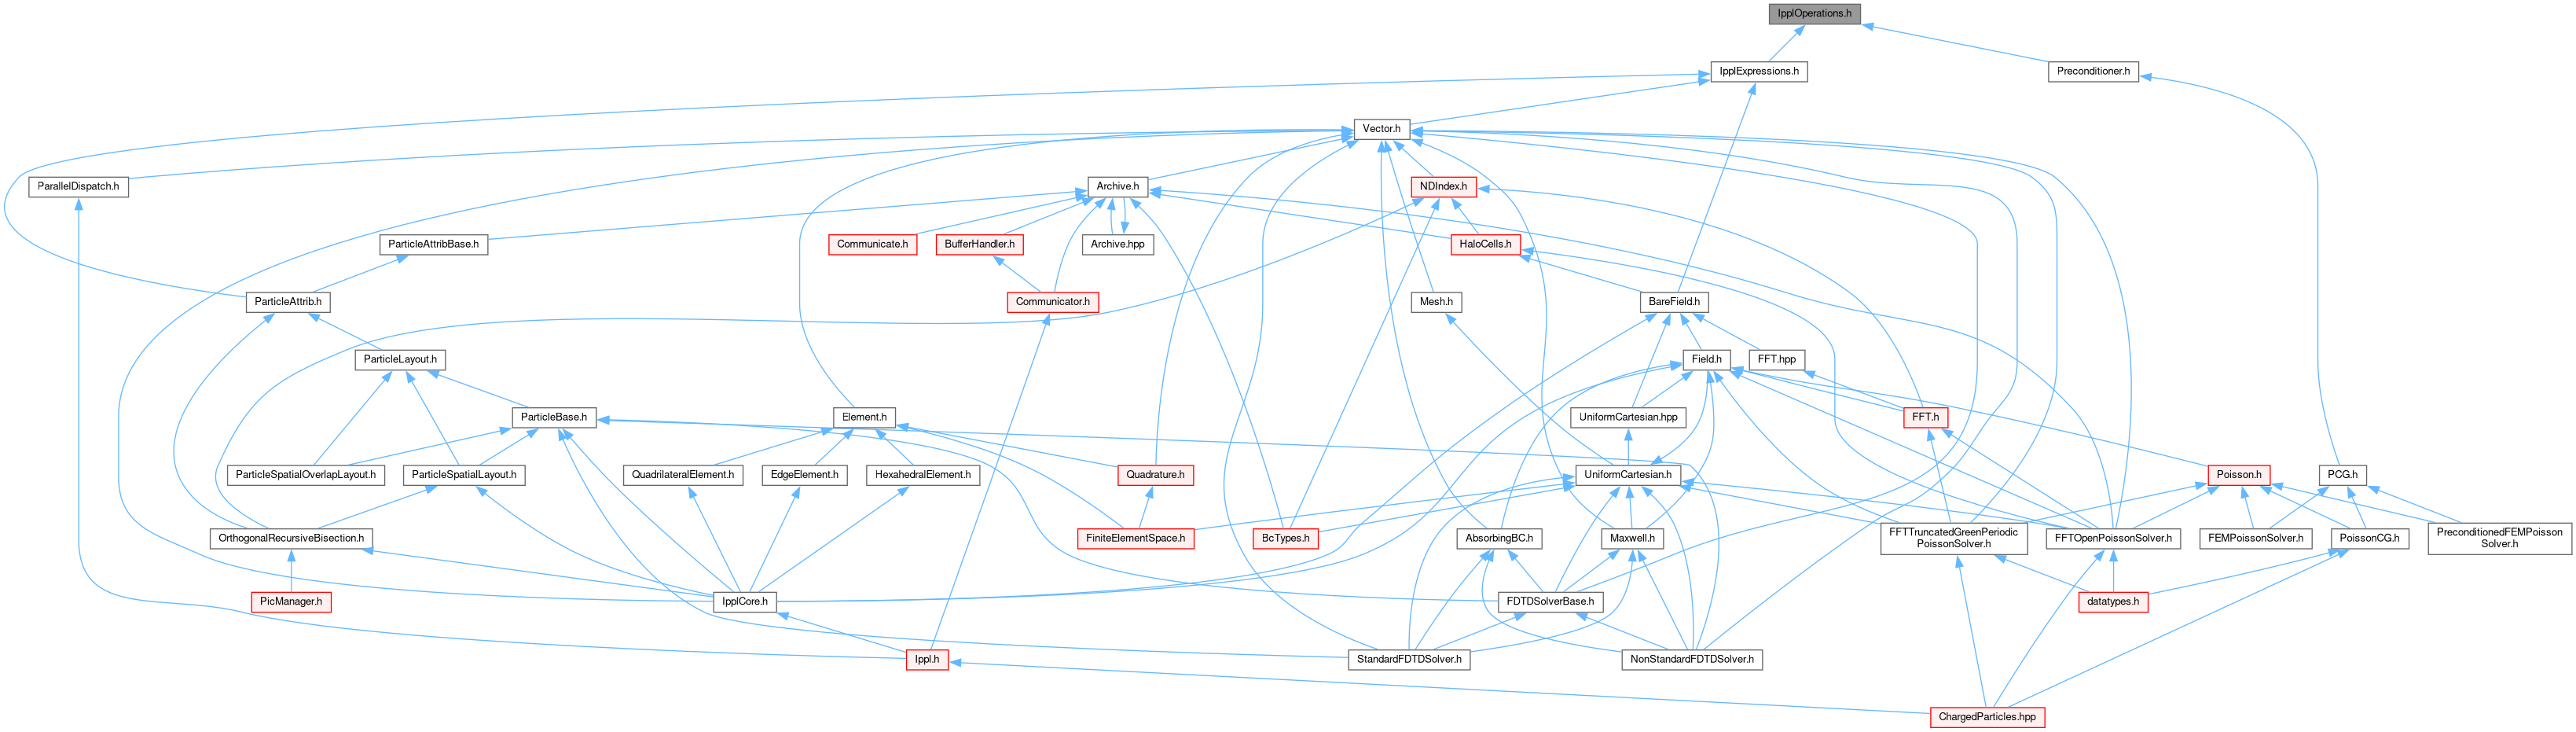 IpplOperations.h
IpplExpressions.h
Preconditioner.h
Vector.h
ParallelDispatch.h
Archive.h
NDIndex.h
ParticleAttribBase.h
Communicate.h
BufferHandler.h
Archive.hpp
HaloCells.h
ParticleAttrib.h
Communicator.h
Mesh.h
BareField.h
ParticleLayout.h
Field.h
FFT.hpp
ParticleBase.h
Element.h
UniformCartesian.hpp
FFT.h
ParticleSpatialOverlapLayout.h
ParticleSpatialLayout.h
QuadrilateralElement.h
EdgeElement.h
HexahedralElement.h
Quadrature.h
UniformCartesian.h
Poisson.h
PCG.h
OrthogonalRecursiveBisection.h
FiniteElementSpace.h
BcTypes.h
AbsorbingBC.h
Maxwell.h
FFTTruncatedGreenPeriodic
PoissonSolver.h
FFTOpenPoissonSolver.h
FEMPoissonSolver.h
PoissonCG.h
PreconditionedFEMPoisson
Solver.h
PicManager.h
IpplCore.h
FDTDSolverBase.h
datatypes.h
Ippl.h
StandardFDTDSolver.h
NonStandardFDTDSolver.h
ChargedParticles.hpp